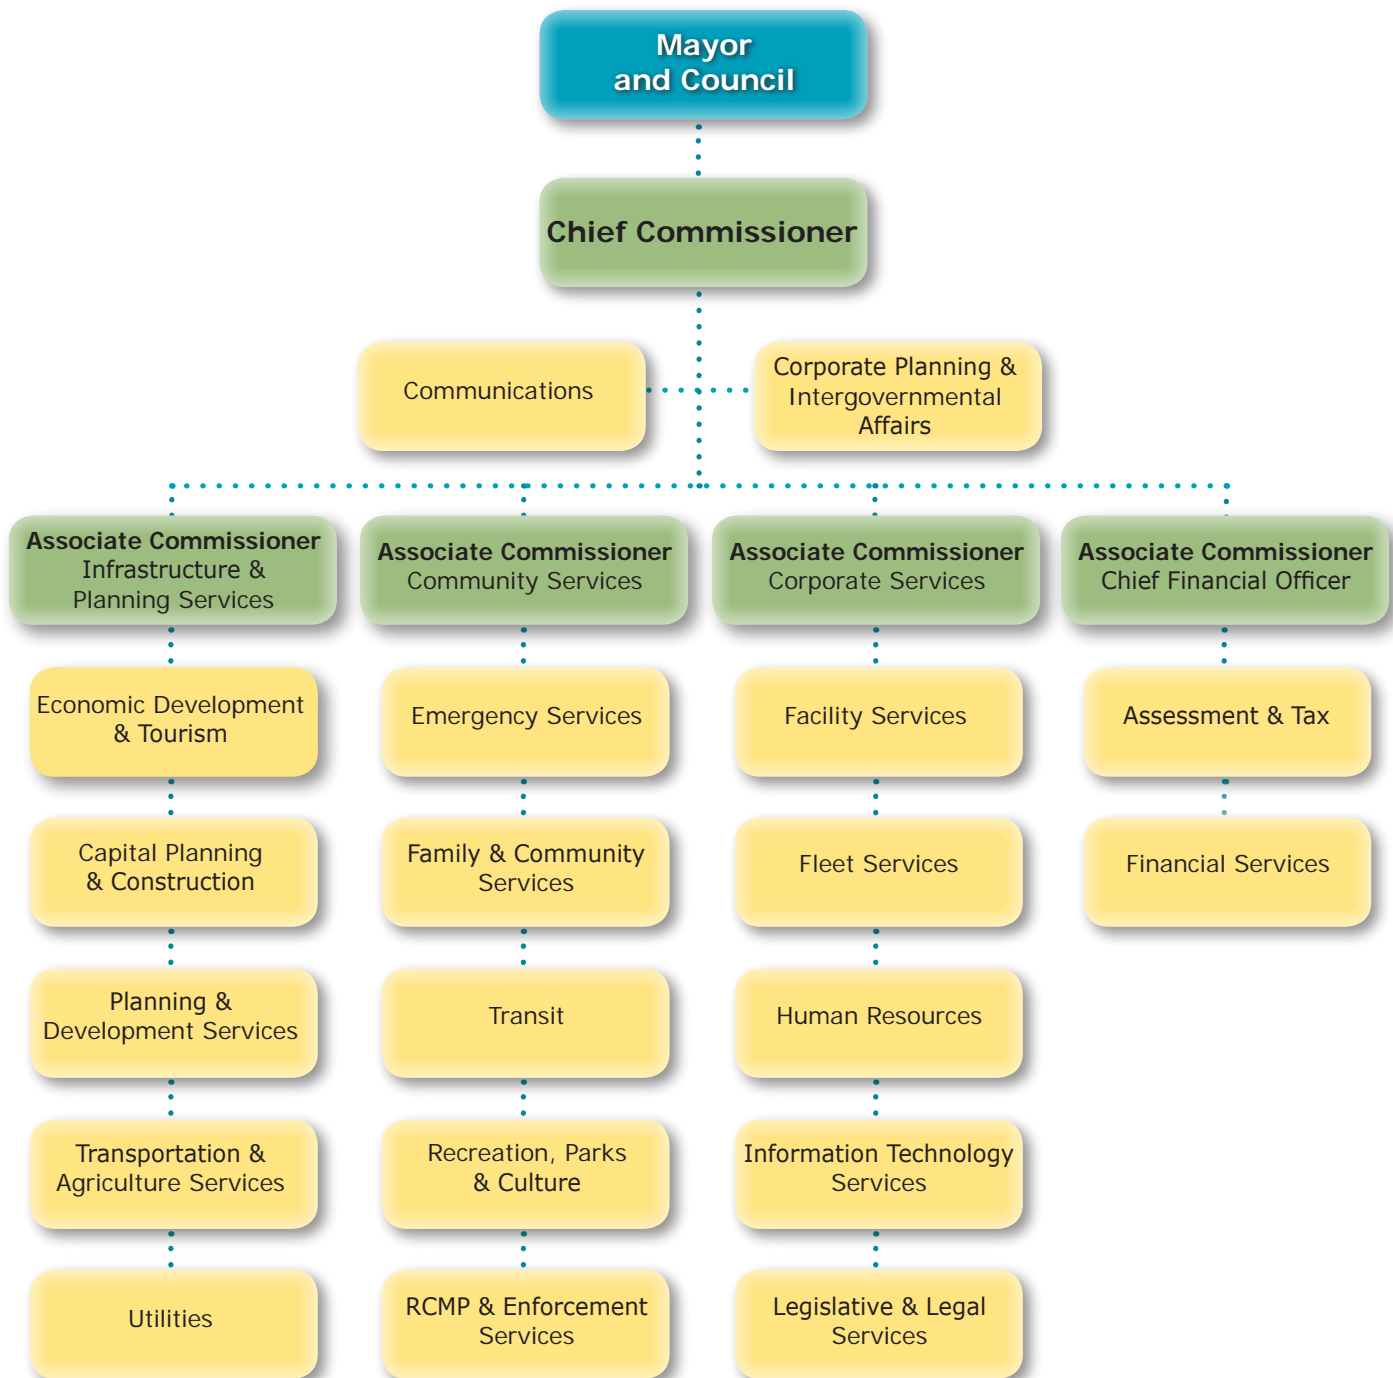 Mayor
and Council
Chief Commissioner
Communications
Corporate Planning &
Intergovernmental
Affairs
Associate Commissioner
Infrastructure &
Planning Services
Associate Commissioner
Community Services
Associate Commissioner
Corporate Services
Associate Commissioner
Chief Financial Officer
Economic Development
& Tourism
Emergency Services
Facility Services
Assessment & Tax
Capital Planning
& Construction
Family & Community
Services
Fleet Services
Financial Services
Planning &
Development Services
Transit
Human Resources
Transportation &
Agriculture Services
Recreation, Parks
& Culture
Information Technology
Services
Utilities
RCMP & Enforcement
Services
Legislative & Legal
Services